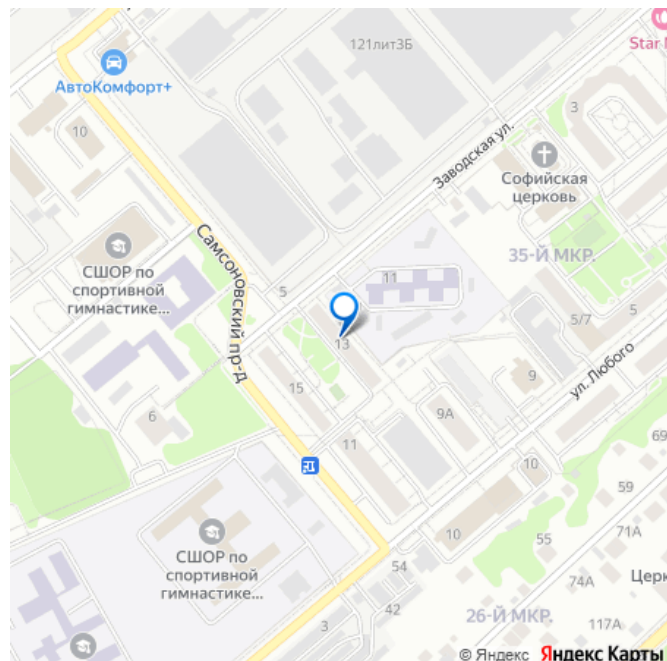 121лит3Б
Star
АвтоКомфорт+
10
3
Заводская ул.
Софийская
церковь
Самсоновский пр-д
СШОР по
спортивной
гимнастике...
35-Й МКР.
5
11
13
5/7
5
ул. Любого
15
9
6
9А
11
10
69
59
10
55
71А
СШОР по
спортивной
гимнастике...
54
74А
Церк
42
26-Й МКР.
3
117А
© Яндекс Яндекс Карты